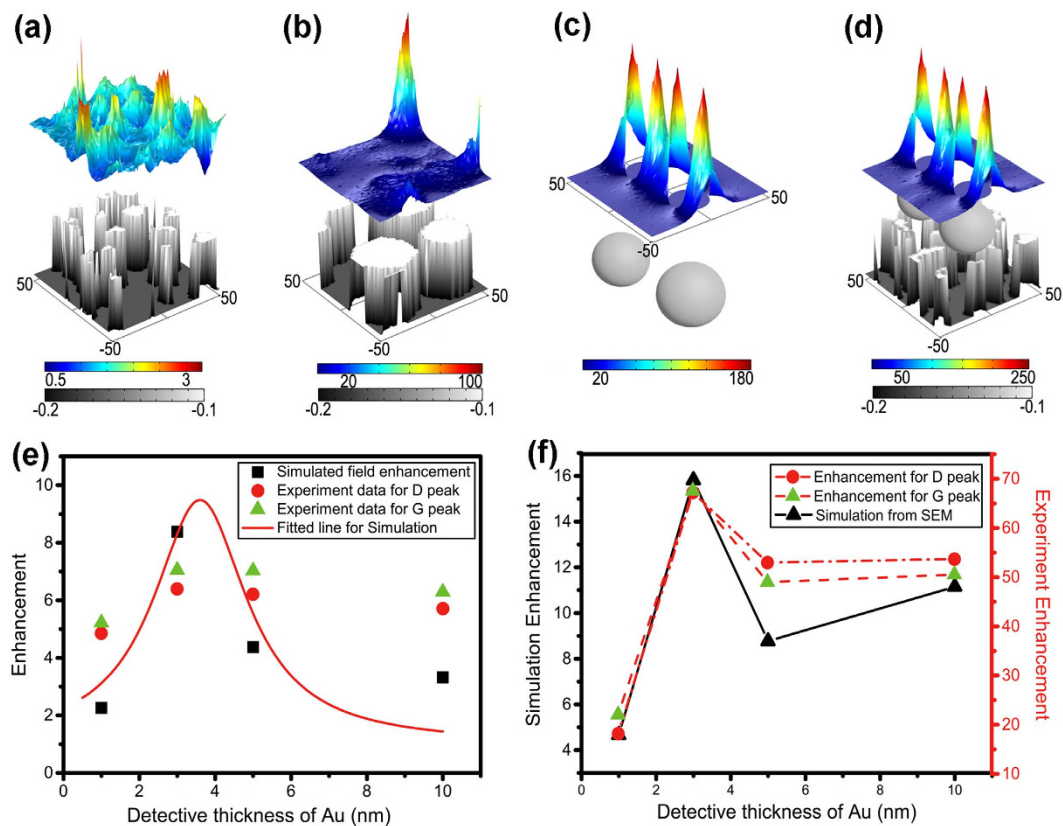 (a)
(b)
(c)
(d)
50
50
-50
50
50
-50
50
50
-50
50
50
-50
0.5 3
-0.2 -0.1
20 100
-0.2 -0.1
20 180
50 250
-0.2 -0.1
(e)
Simulated field enhancement
Experiment data for D peak
Experiment data for G peak
Fitted line for Simulation
Enhancement
10
8
6
4
2
0
0 2 4 6 8 10
Detective thickness of Au (nm)
(f)
Enhancement for D peak
Enhancement for G peak
Simulation from SEM
Simulation Enhancement
16
14
12
10
8
6
4
0 2 4 6 8 10
Detective thickness of Au (nm)
70
60
50
40
30
20
10
Experiment Enhancement